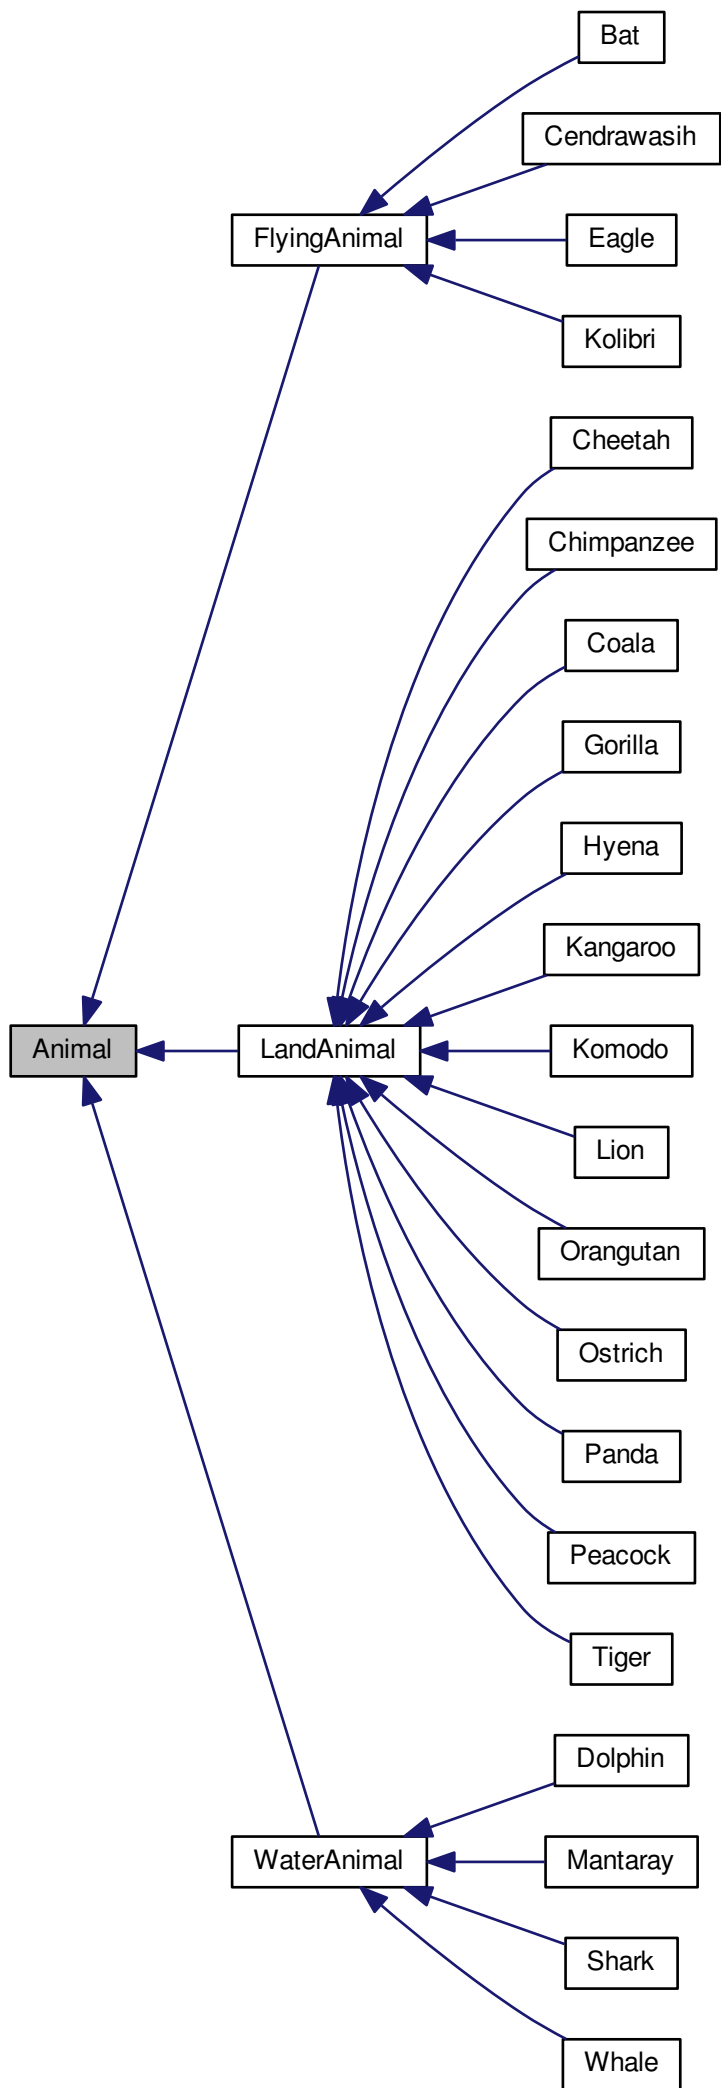 Bat
Cendrawasih
FlyingAnimal
Eagle
Kolibri
Cheetah
Chimpanzee
Coala
Gorilla
Hyena
Kangaroo
Animal
LandAnimal
Komodo
Lion
Orangutan
Ostrich
Panda
Peacock
Tiger
Dolphin
WaterAnimal
Mantaray
Shark
Whale